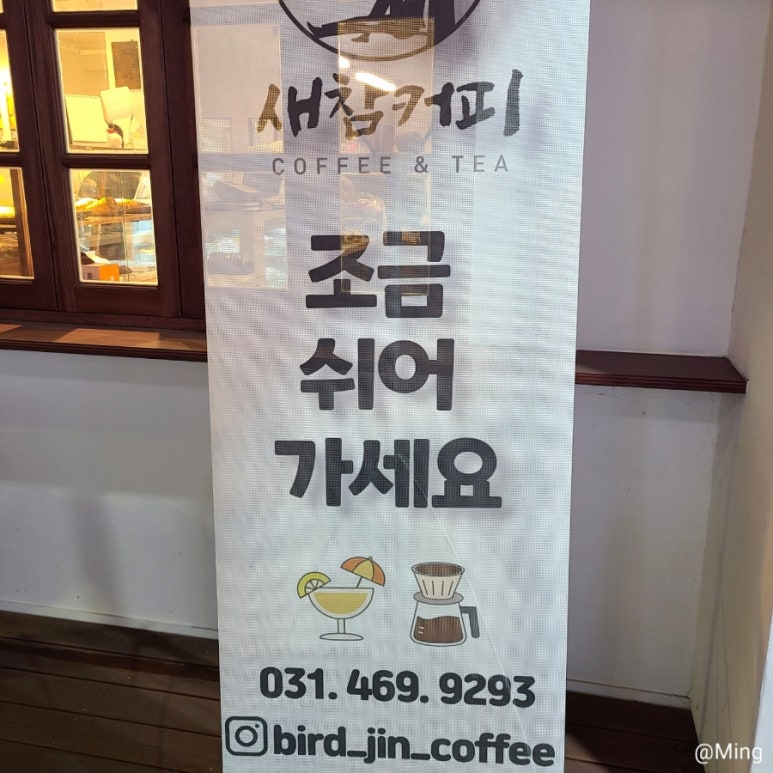 새참커피
COFFEE & TEA
조금
쉬어
가세요
031. 469. 9293
bird_jin_coffee
@Ming